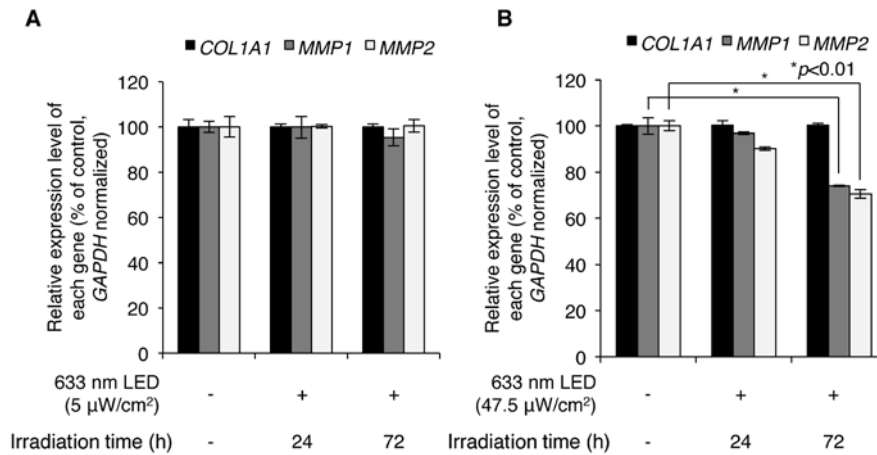 A
■ COL1A1 ■ MMP1 □ MMP2
Relative expression level of
each gene (% of control,
GAPDH normalized)
120
100
80
60
40
20
0
633 nm LED
(5 μW/cm²)
- + +
Irradiation time (h)
- 24 72
B
■ COL1A1 ■ MMP1 □ MMP2
*p<0.01
*
*
Relative expression level of
each gene (% of control,
GAPDH normalized)
120
100
80
60
40
20
0
633 nm LED
(47.5 μW/cm²)
- + +
Irradiation time (h)
- 24 72